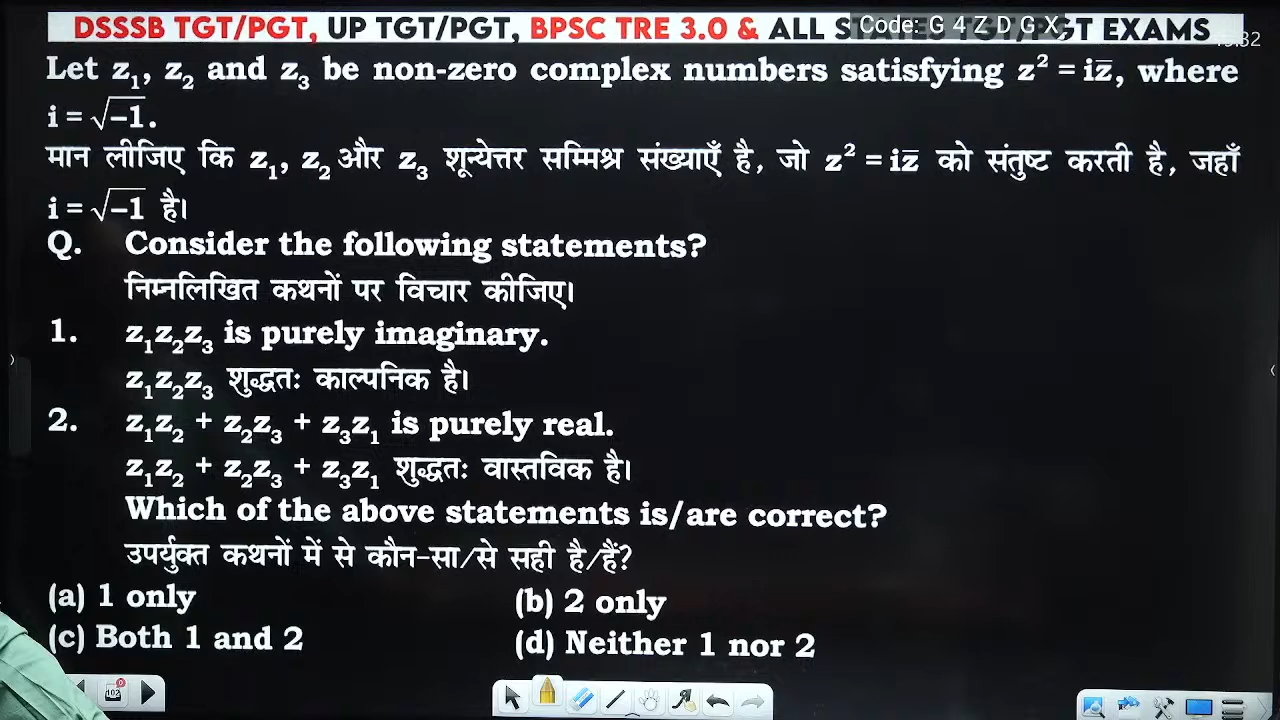 DSSSB TGT/PGT, UP TGT/PGT, BPSC TRE 3.0 & ALL STATES TGT/PGT EXAMS
Code: G 4 Z D G X
Let z₁, z₂ and z₃ be non-zero complex numbers satisfying z² = iz̅, where
i = √−1.
मान लीजिए कि z₁, z₂ और z₃ शून्येत्तर सम्मिश्र संख्याएँ है, जो z² = iz̅ को संतुष्ट करती है, जहाँ
i = √−1 है।
Q. Consider the following statements?
निम्नलिखित कथनों पर विचार कीजिए।
1. z₁z₂z₃ is purely imaginary.
z₁z₂z₃ शुद्धतः काल्पनिक है।
2. z₁z₂ + z₂z₃ + z₃z₁ is purely real.
z₁z₂ + z₂z₃ + z₃z₁ शुद्धतः वास्तविक है।
Which of the above statements is/are correct?
उपर्युक्त कथनों में से कौन-सा/से सही है/हैं?
(a) 1 only (b) 2 only
(c) Both 1 and 2 (d) Neither 1 nor 2
102